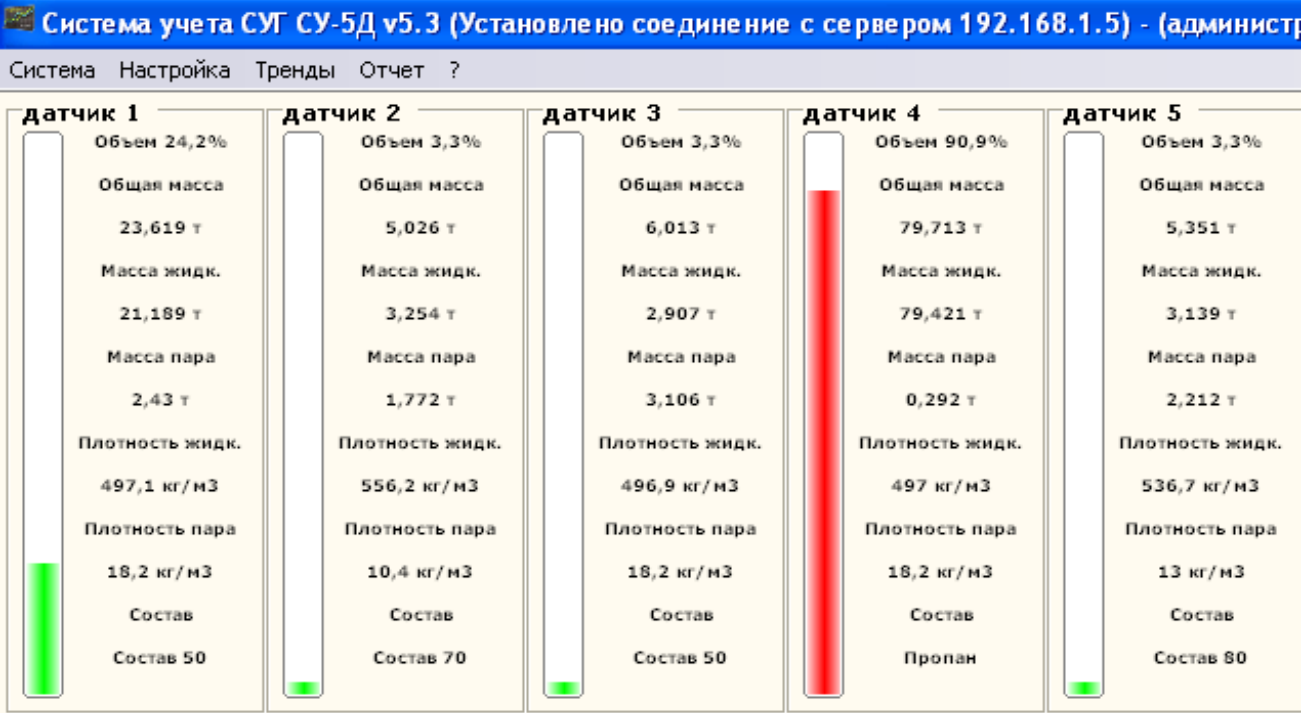 Система учета СУГ СУ-5Д v5.3 (Установлено соединение с сервером 192.168.1.5) - (администр
Система Настройка Тренды Отчет ?
датчик 1
Объем 24,2%
Общая масса
23,619 т
Масса жидк.
21,189 т
Масса пара
2,43 т
Плотность жидк.
497,1 кг/м3
Плотность пара
18,2 кг/м3
Состав
Состав 50
датчик 2
Объем 3,3%
Общая масса
5,026 т
Масса жидк.
3,254 т
Масса пара
1,772 т
Плотность жидк.
556,2 кг/м3
Плотность пара
10,4 кг/м3
Состав
Состав 70
датчик 3
Объем 3,3%
Общая масса
6,013 т
Масса жидк.
2,907 т
Масса пара
3,106 т
Плотность жидк.
496,9 кг/м3
Плотность пара
18,2 кг/м3
Состав
Состав 50
датчик 4
Объем 90,9%
Общая масса
79,713 т
Масса жидк.
79,421 т
Масса пара
0,292 т
Плотность жидк.
497 кг/м3
Плотность пара
18,2 кг/м3
Состав
Пропан
датчик 5
Объем 3,3%
Общая масса
5,351 т
Масса жидк.
3,139 т
Масса пара
2,212 т
Плотность жидк.
536,7 кг/м3
Плотность пара
13 кг/м3
Состав
Состав 80